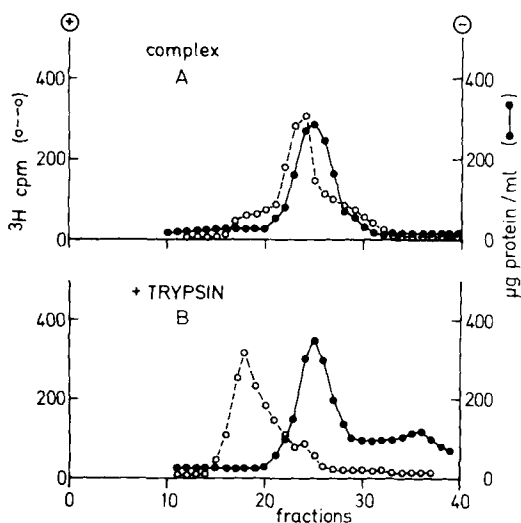 + −
complex
A
400 400
200 200
0 0
³H cpm (o--o)
µg protein/ml (●—●)
40
+ TRYPSIN
B
400 400
200 200
0 0
0 10 20 30 40
fractions